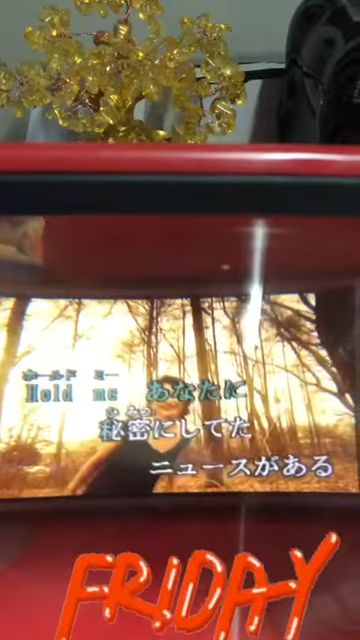 ホールド ミー
Hold me あなたに
ひみつ
秘密にしてた
ニュースがある
FRIDAY